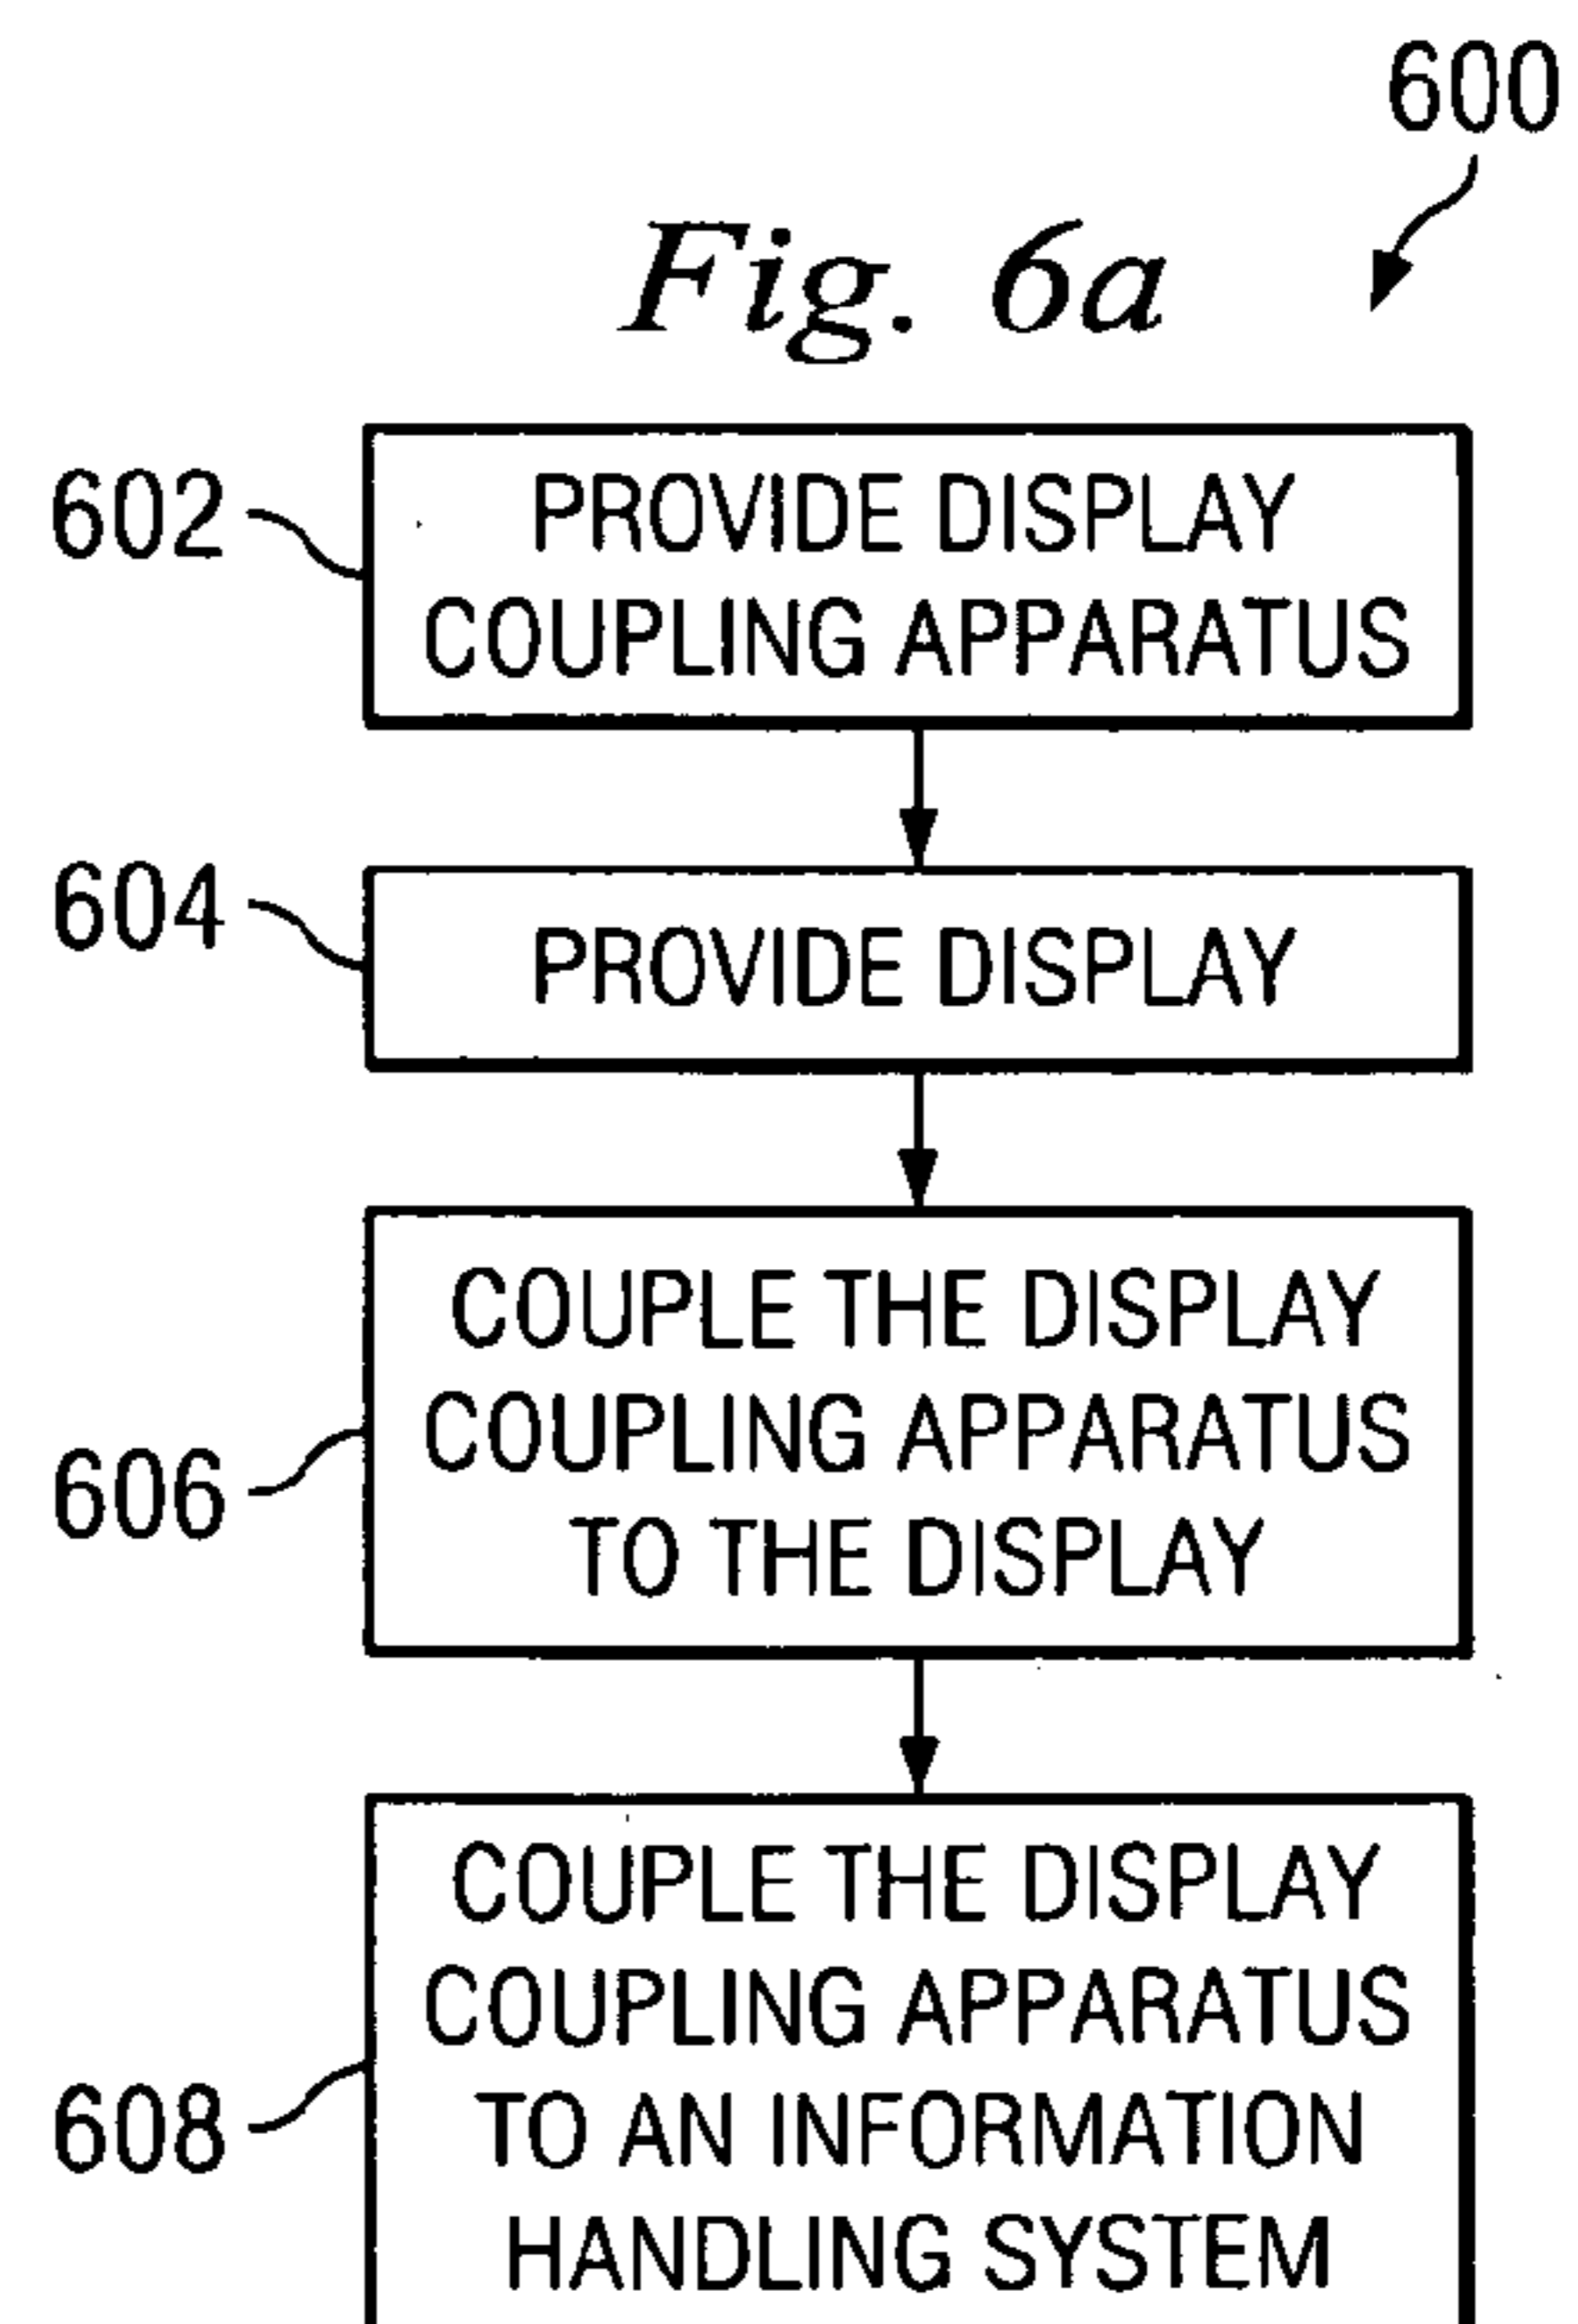 600
Fig. 6a
602
PROVIDE DISPLAY
COUPLING APPARATUS
604
PROVIDE DISPLAY
606
COUPLE THE DISPLAY
COUPLING APPARATUS
TO THE DISPLAY
608
COUPLE THE DISPLAY
COUPLING APPARATUS
TO AN INFORMATION
HANDLING SYSTEM